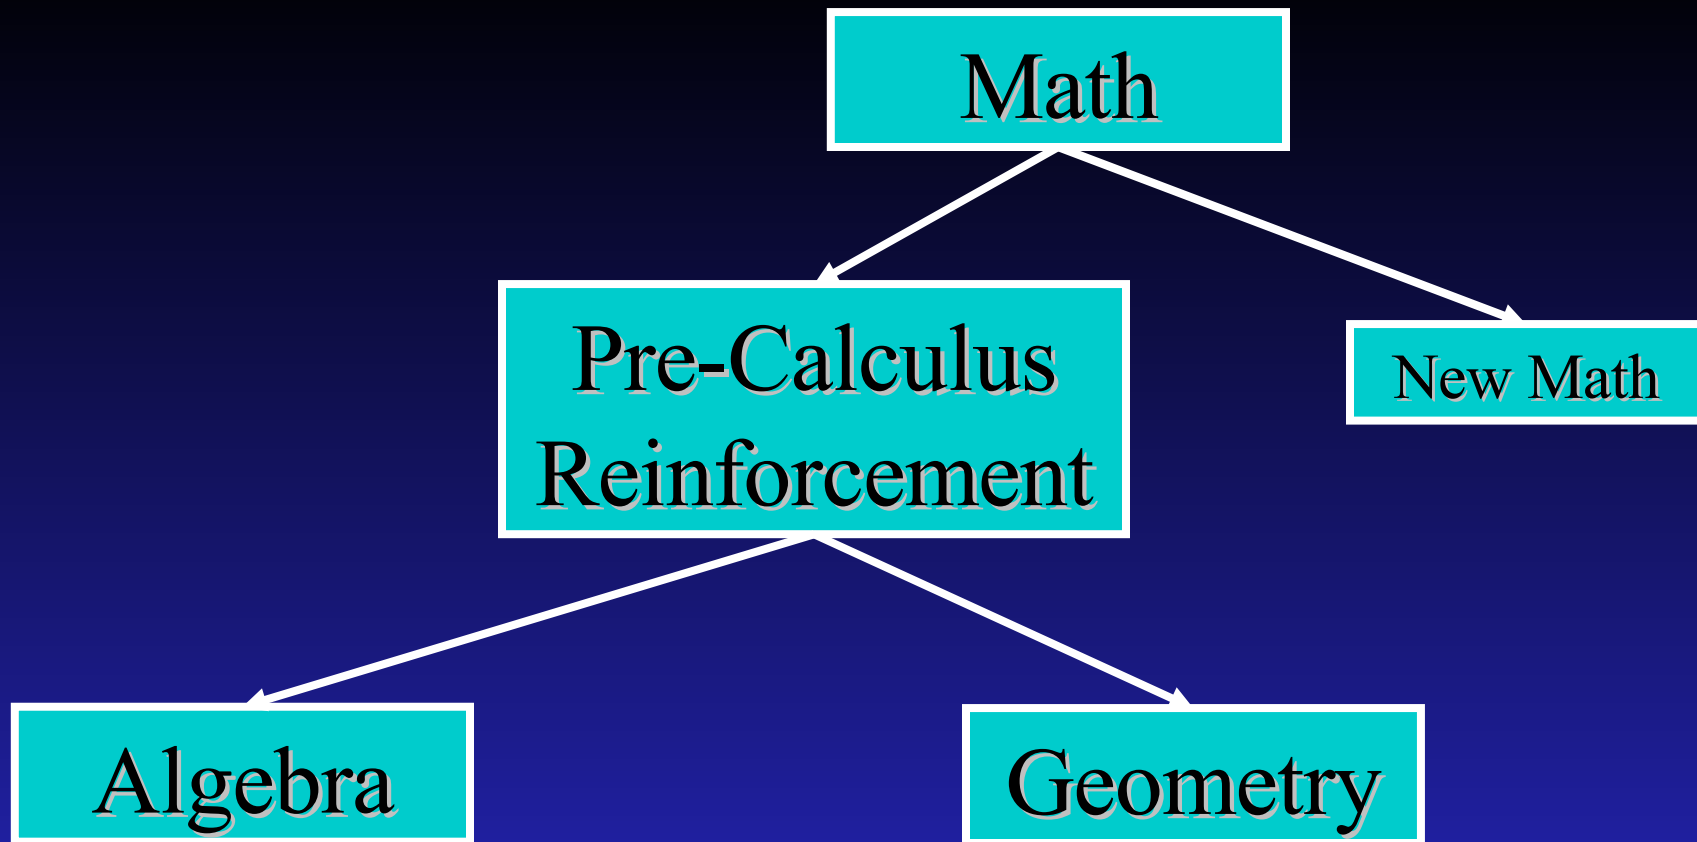 Math
Pre-Calculus
Reinforcement
New Math
Algebra
Geometry